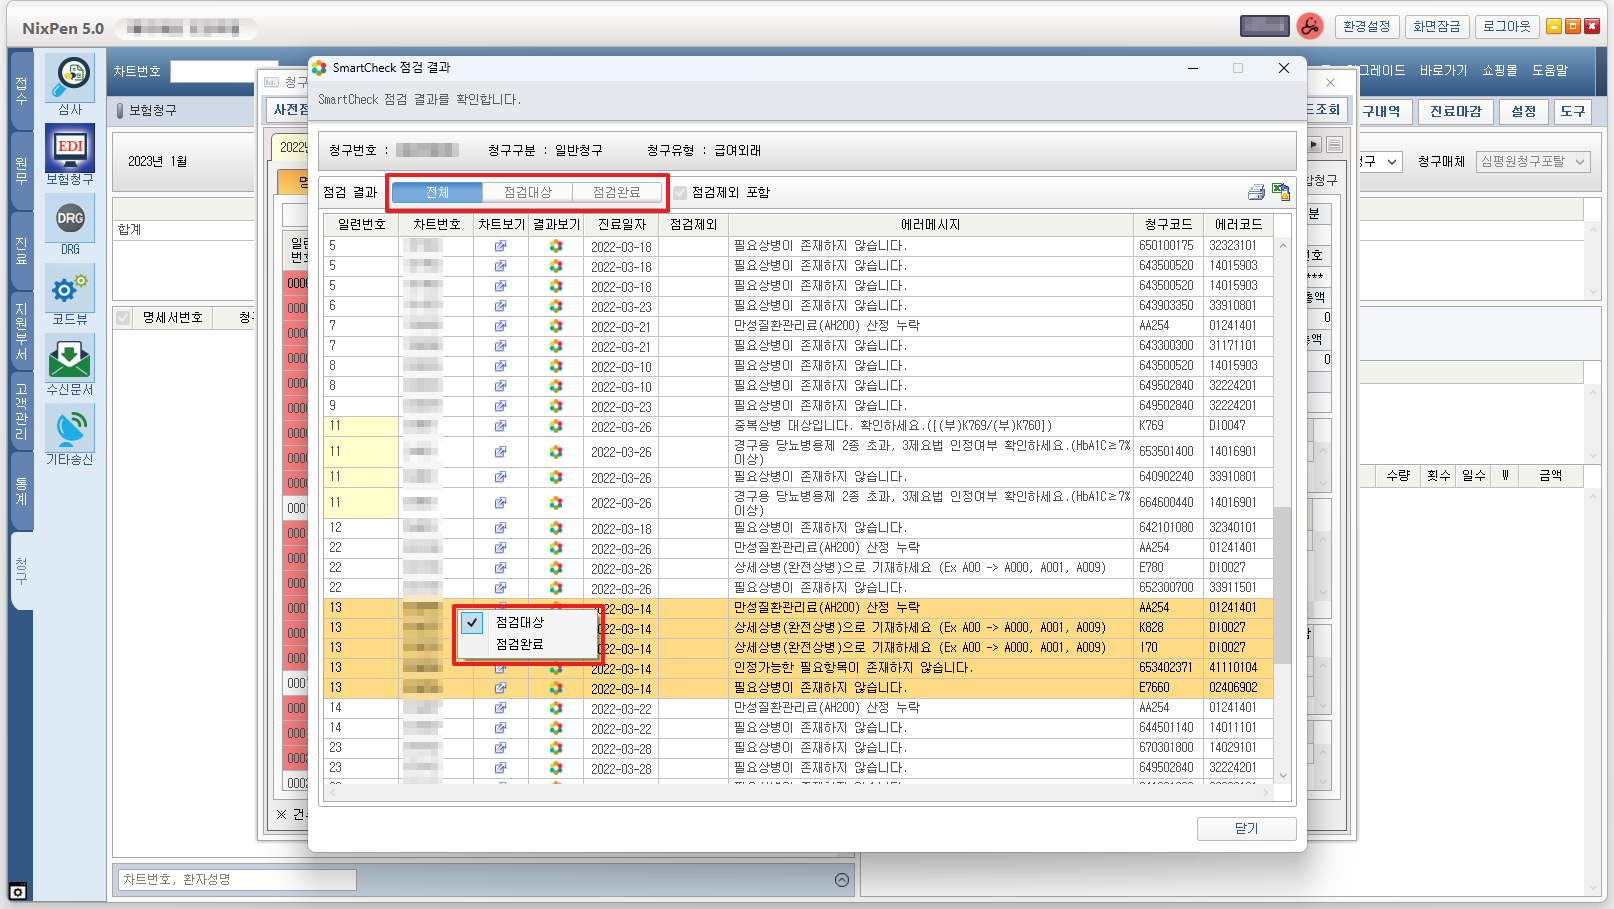 NixPen 5.0
환경설정 화면잠금 로그아웃
접수
원무
진료
지원부서
고객관리
통계
청구
심사
EDI
보험청구
DRG
DRG
코드뷰
수신문서
기타송신
차트번호
그레이드 바로가기 쇼핑몰 도움말
보험청구
청구
사전점
드조회
구내역 진료마감 설정 도구
2023년 1월
2022년
구 청구매체 심평원청구포탈
합청구
합계
명세서번호 청구
일련
번호
수량 횟수 일수 W 금액
※ 건수
차트번호, 환자성명
SmartCheck 점검 결과
SmartCheck 점검 결과를 확인합니다.
청구번호 : 청구구분 : 일반청구 청구유형 : 급여외래
점검 결과 전체 점검대상 점검완료 점검제외 포함
일련번호 차트번호 차트보기 결과보기 진료일자 점검제외 에러메시지 청구코드 에러코드
5 2022-03-18 필요상병이 존재하지 않습니다. 650100175 32323101
5 2022-03-18 필요상병이 존재하지 않습니다. 643500520 14015903
5 2022-03-18 필요상병이 존재하지 않습니다. 643500520 14015903
6 2022-03-23 필요상병이 존재하지 않습니다. 643903350 33910801
7 2022-03-21 만성질환관리료(AH200) 산정 누락 AA254 01241401
7 2022-03-21 필요상병이 존재하지 않습니다. 643300300 31171101
8 2022-03-10 필요상병이 존재하지 않습니다. 643500520 14015903
8 2022-03-10 필요상병이 존재하지 않습니다. 649502840 32224201
9 2022-03-23 필요상병이 존재하지 않습니다. 649502840 32224201
11 2022-03-26 중복상병 대상입니다. 확인하세요.([(부)K769/(부)K760]) K769 DI0047
11 2022-03-26 경구용 당뇨병용제 2종 초과, 3제요법 인정여부 확인하세요.(HbA1C≥7%
이상) 653501400 14016901
11 2022-03-26 필요상병이 존재하지 않습니다. 640902240 33910801
11 2022-03-26 경구용 당뇨병용제 2종 초과, 3제요법 인정여부 확인하세요.(HbA1C≥7%
이상) 664600440 14016901
12 2022-03-18 필요상병이 존재하지 않습니다. 642101080 32340101
22 2022-03-26 만성질환관리료(AH200) 산정 누락 AA254 01241401
22 2022-03-26 상세상병(완전상병)으로 기재하세요 (Ex A00 -> A000, A001, A009) E780 DI0027
22 2022-03-26 필요상병이 존재하지 않습니다. 652300700 33911501
13 22-03-14 만성질환관리료(AH200) 산정 누락 AA254 01241401
점검대상
13 22-03-14 상세상병(완전상병)으로 기재하세요 (Ex A00 -> A000, A001, A009) K828 DI0027
점검완료
13 22-03-14 상세상병(완전상병)으로 기재하세요 (Ex A00 -> A000, A001, A009) I70 DI0027
13 2022-03-14 인정가능한 필요항목이 존재하지 않습니다. 653402371 41110104
13 2022-03-14 필요상병이 존재하지 않습니다. E7660 02406902
14 2022-03-22 만성질환관리료(AH200) 산정 누락 AA254 01241401
14 2022-03-22 필요상병이 존재하지 않습니다. 644501140 14011101
23 2022-03-28 필요상병이 존재하지 않습니다. 670301800 14029101
23 2022-03-28 필요상병이 존재하지 않습니다. 649502840 32224201
닫기